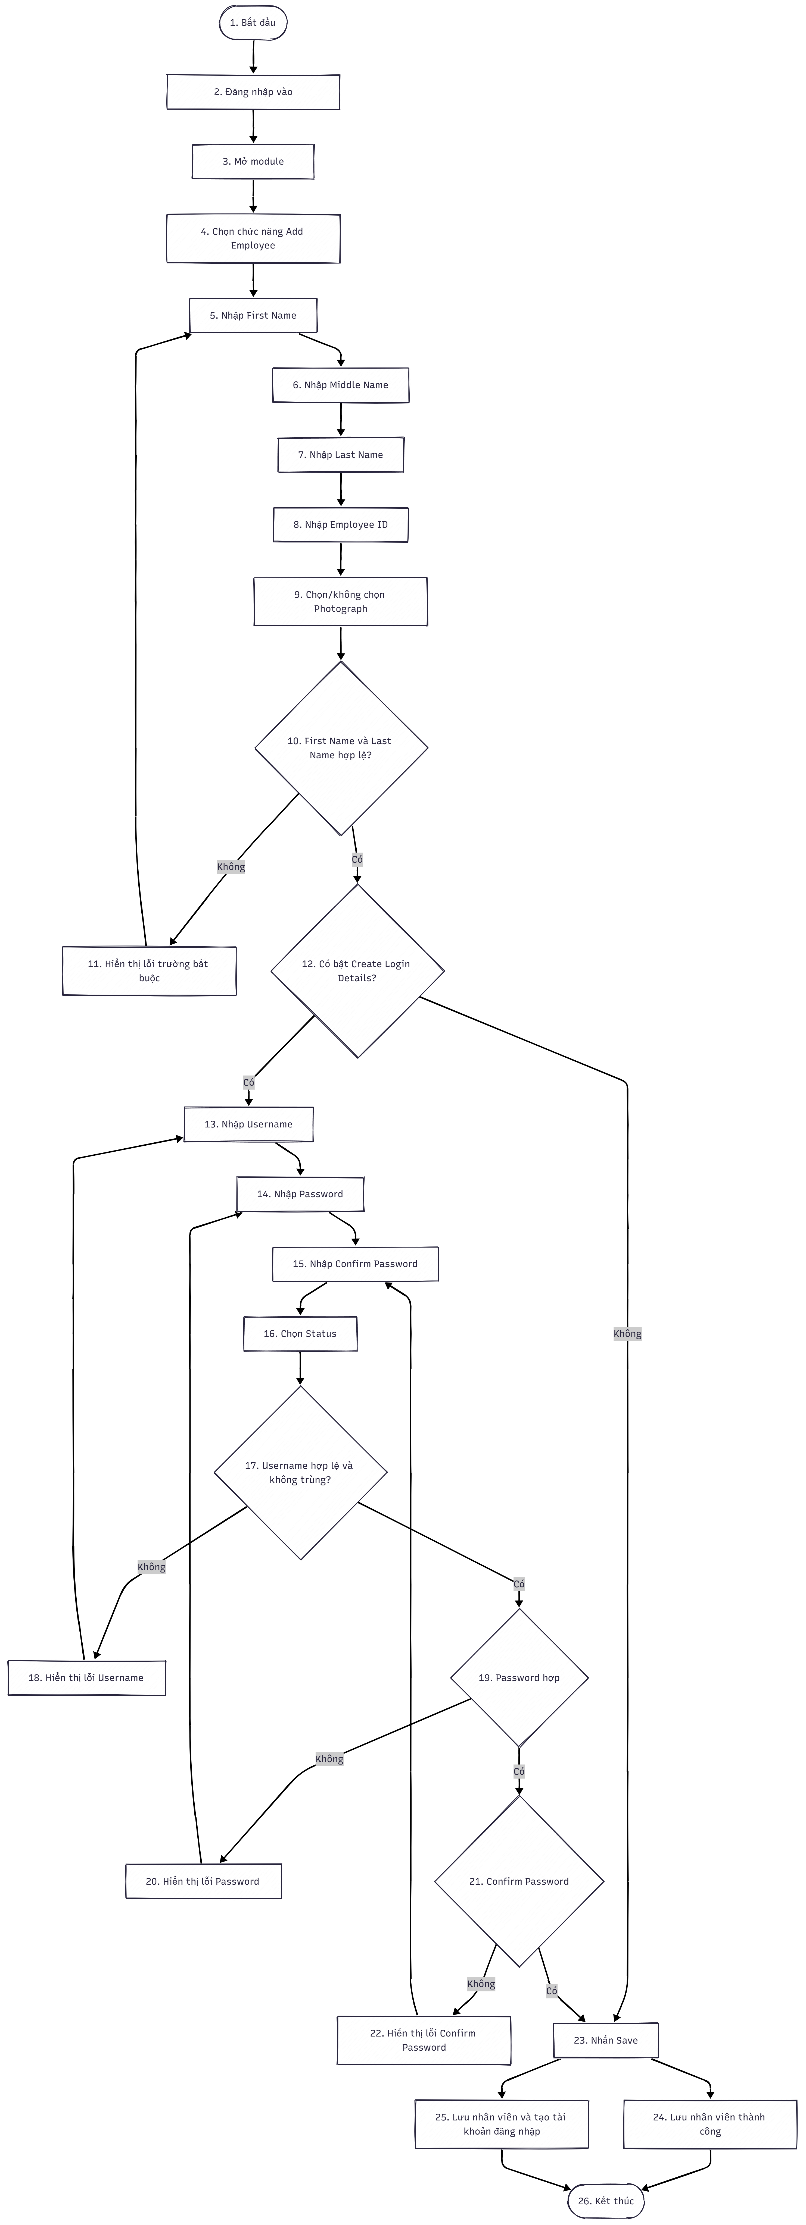 1. Bắt đầu
2. Đăng nhập vào
3. Mở module
4. Chọn chức năng Add
Employee
5. Nhập First Name
6. Nhập Middle Name
7. Nhập Last Name
8. Nhập Employee ID
9. Chọn/không chọn
Photograph
10. First Name và Last
Name hợp lệ?
Không
Có
11. Hiển thị lỗi trường bắt
buộc
12. Có bật Create Login
Details?
Có
13. Nhập Username
14. Nhập Password
15. Nhập Confirm Password
16. Chọn Status
Không
17. Username hợp lệ và
không trùng?
Không
Có
18. Hiển thị lỗi Username
19. Password hợp
Không
Có
20. Hiển thị lỗi Password
21. Confirm Password
Không
Có
22. Hiển thị lỗi Confirm
Password
23. Nhấn Save
25. Lưu nhân viên và tạo tài
khoản đăng nhập
24. Lưu nhân viên thành
công
26. Kết thúc